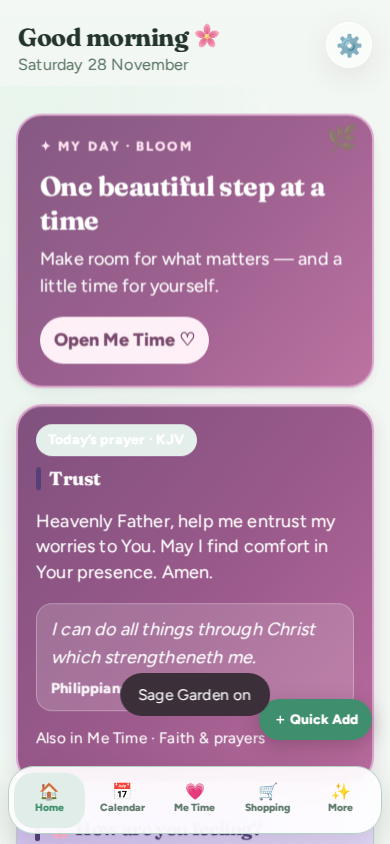 Good morning 🌸
Saturday 28 November
✦ MY DAY · BLOOM
One beautiful step at a
time
Make room for what matters — and a
little time for yourself.
Open Me Time ♡
Today's prayer · KJV
Trust
Heavenly Father, help me entrust my
worries to You. May I find comfort in
Your presence. Amen.
I can do all things through Christ
which strengtheneth me.
Sage Garden on
+ Quick Add
Also in Me Time · Faith & prayers
Home
Calendar
Me Time
Shopping
More